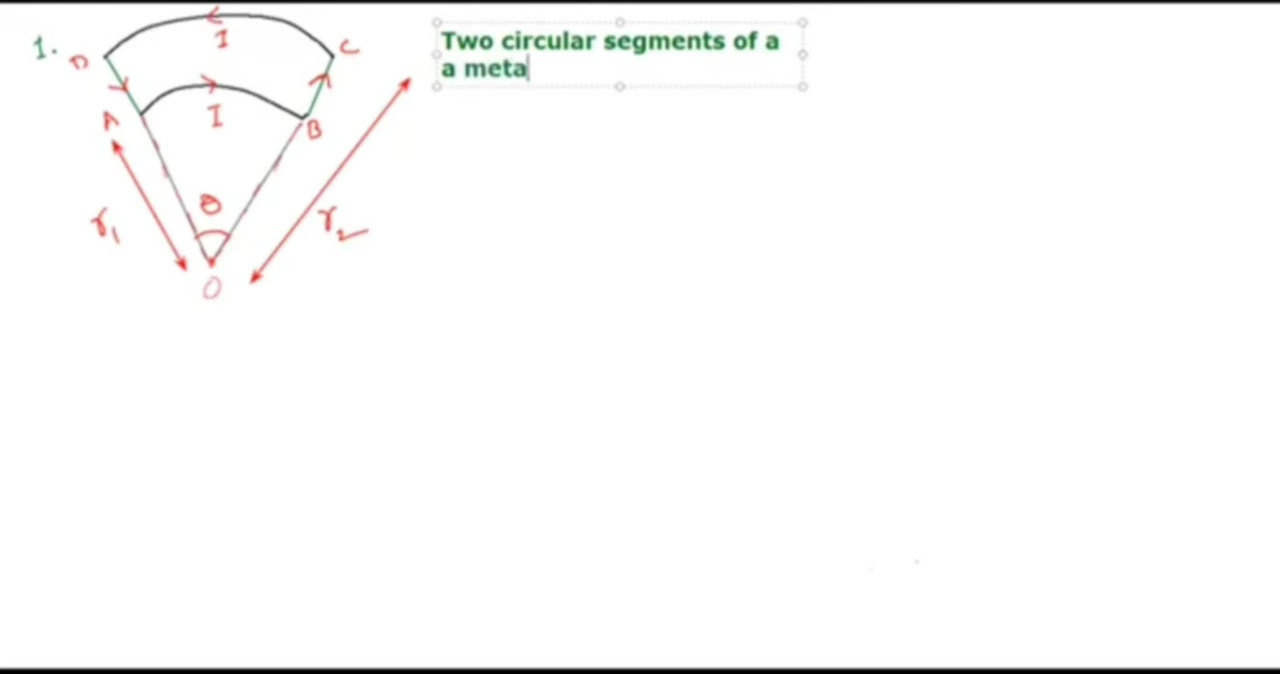 1.
D
I
C
Two circular segments of a
a meta
A
I
B
θ
r₁
r₂
O